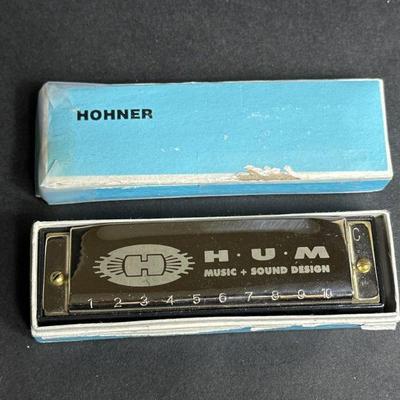 HOHNER
H
H·U·M
MUSIC + SOUND DESIGN
C
1 2 3 4 5 6 7 8 9 10